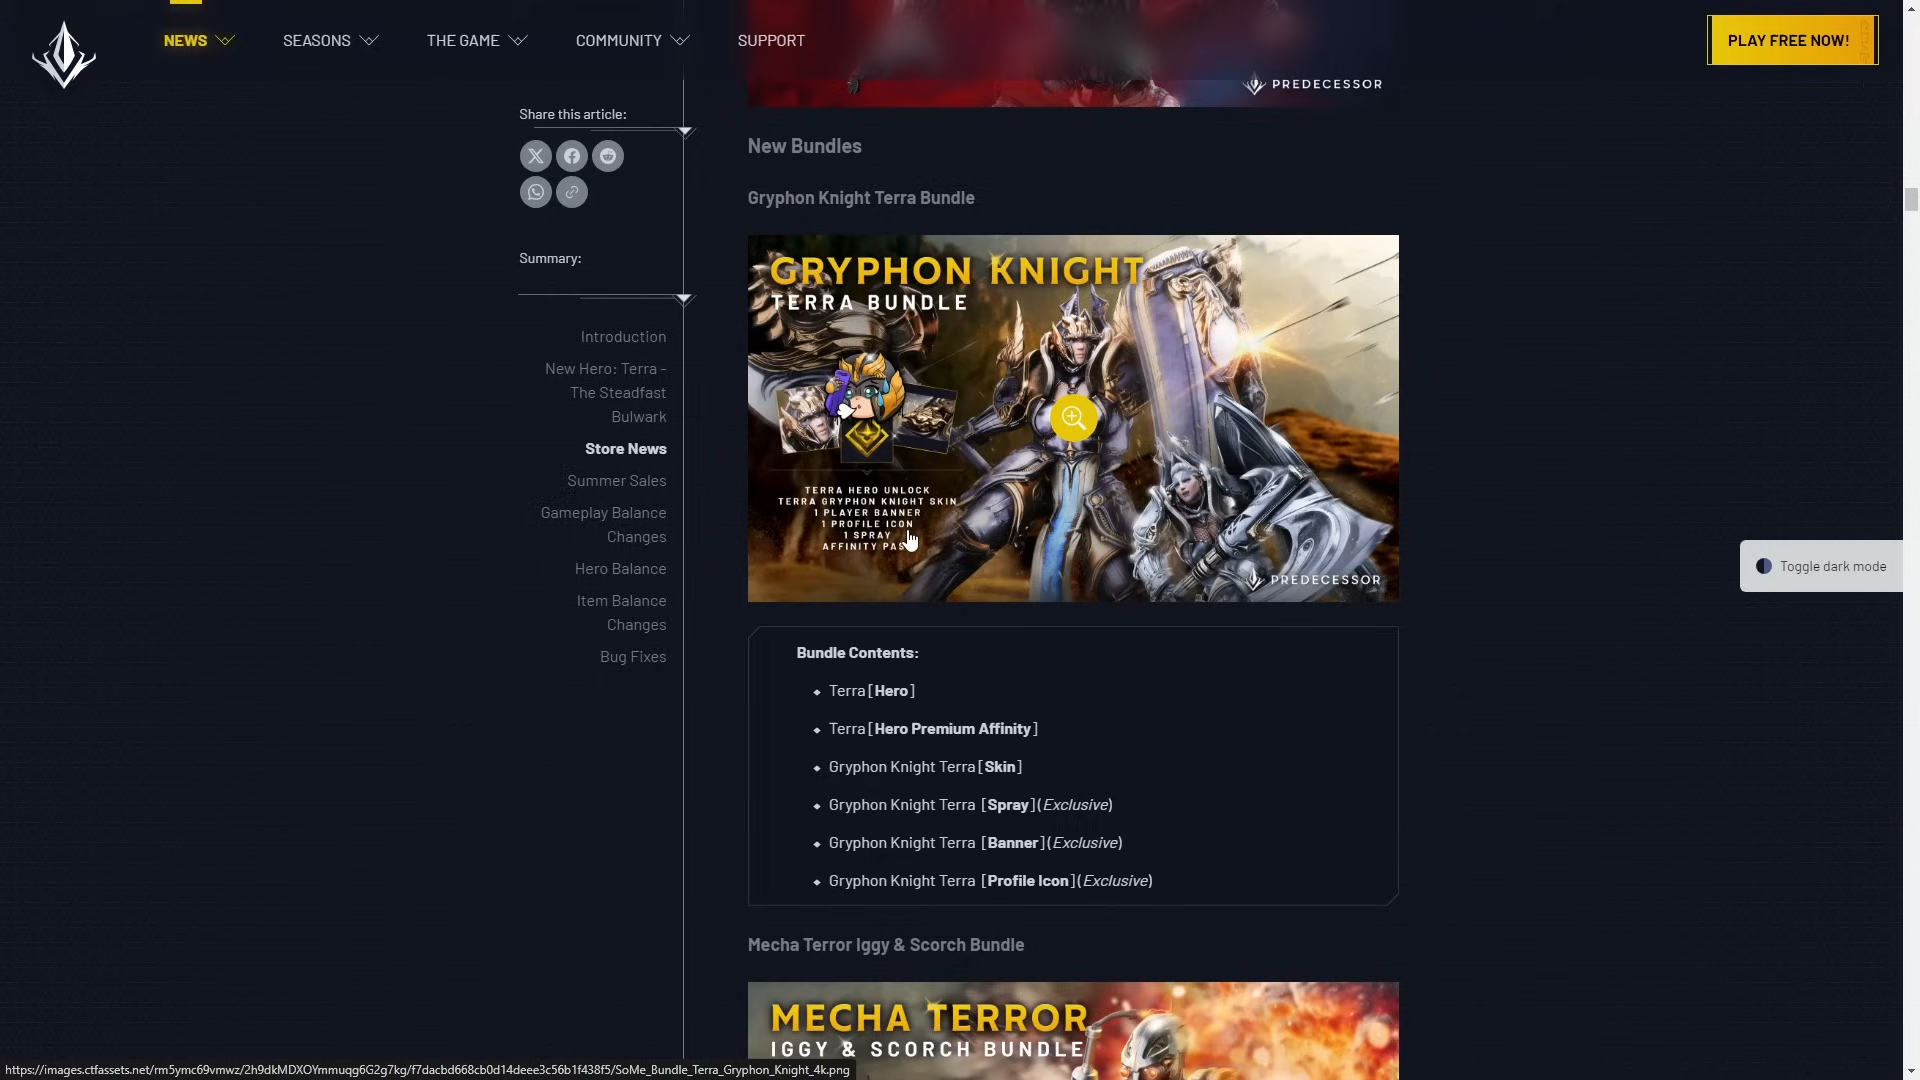 NEWS
SEASONS
THE GAME
COMMUNITY
SUPPORT
PLAY FREE NOW!
PREDECESSOR
Share this article:
Summary:
Introduction
New Hero: Terra -
The Steadfast
Bulwark
Store News
Summer Sales
Gameplay Balance
Changes
Hero Balance
Item Balance
Changes
Bug Fixes
New Bundles
Gryphon Knight Terra Bundle
GRYPHON KNIGHT
TERRA BUNDLE
TERRA HERO UNLOCK
TERRA GRYPHON KNIGHT SKIN
1 PLAYER BANNER
1 PROFILE ICON
1 SPRAY
AFFINITY
PREDECESSOR
Bundle Contents:
Terra [Hero]
Terra [Hero Premium Affinity]
Gryphon Knight Terra [Skin]
Gryphon Knight Terra [Spray] (Exclusive)
Gryphon Knight Terra [Banner] (Exclusive)
Gryphon Knight Terra [Profile Icon] (Exclusive)
Mecha Terror Iggy & Scorch Bundle
MECHA TERROR
IGGY & SCORCH BUNDLE
Toggle dark mode
https://images.ctfassets.net/rm5ymc69vmwz/2h9dkMDXOYmmuqg6G2g7kg/f7dacbd668cb0d14deee3c56b1f438f5/SoMe_Bundle_Terra_Gryphon_Knight_4k.png